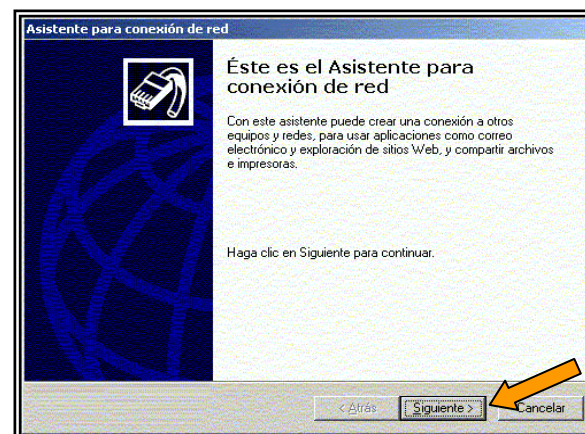 Asistente para conexión de red
Éste es el Asistente para
conexión de red
Con este asistente puede crear una conexión a otros
equipos y redes, para usar aplicaciones como correo
electrónico y exploración de sitios Web, y compartir archivos
e impresoras.
Haga clic en Siguiente para continuar.
< Atrás Siguiente > Cancelar